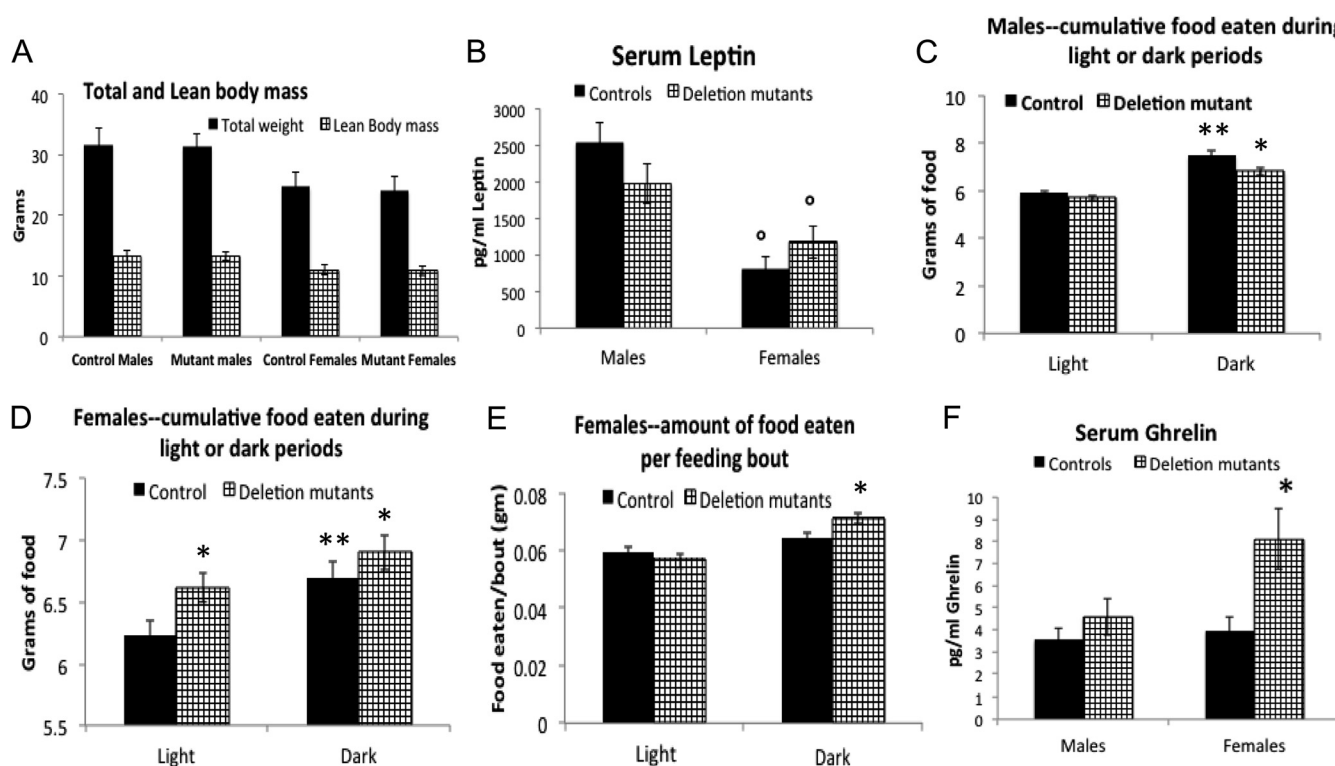 A
Total and Lean body mass
Total weight Lean Body mass
Grams
40
30
20
10
0
Control Males Mutant males Control Females Mutant Females
B
Serum Leptin
Controls Deletion mutants
pg/ml Leptin
3000
2500
2000
1500
1000
500
0
° °
Males Females
C
Males--cumulative food eaten during
light or dark periods
Control Deletion mutant
Grams of food
10
8
6
4
2
0
** *
Light Dark
D
Females--cumulative food eaten during
light or dark periods
Control Deletion mutants
Grams of food
7.5
7
6.5
6
5.5
* ** *
Light Dark
E
Females--amount of food eaten
per feeding bout
Control Deletion mutants
Food eaten/bout (gm)
0.08
0.06
0.04
0.02
0
*
Light Dark
F
Serum Ghrelin
Controls Deletion mutants
pg/ml Ghrelin
10
9
8
7
6
5
4
3
2
1
0
*
Males Females